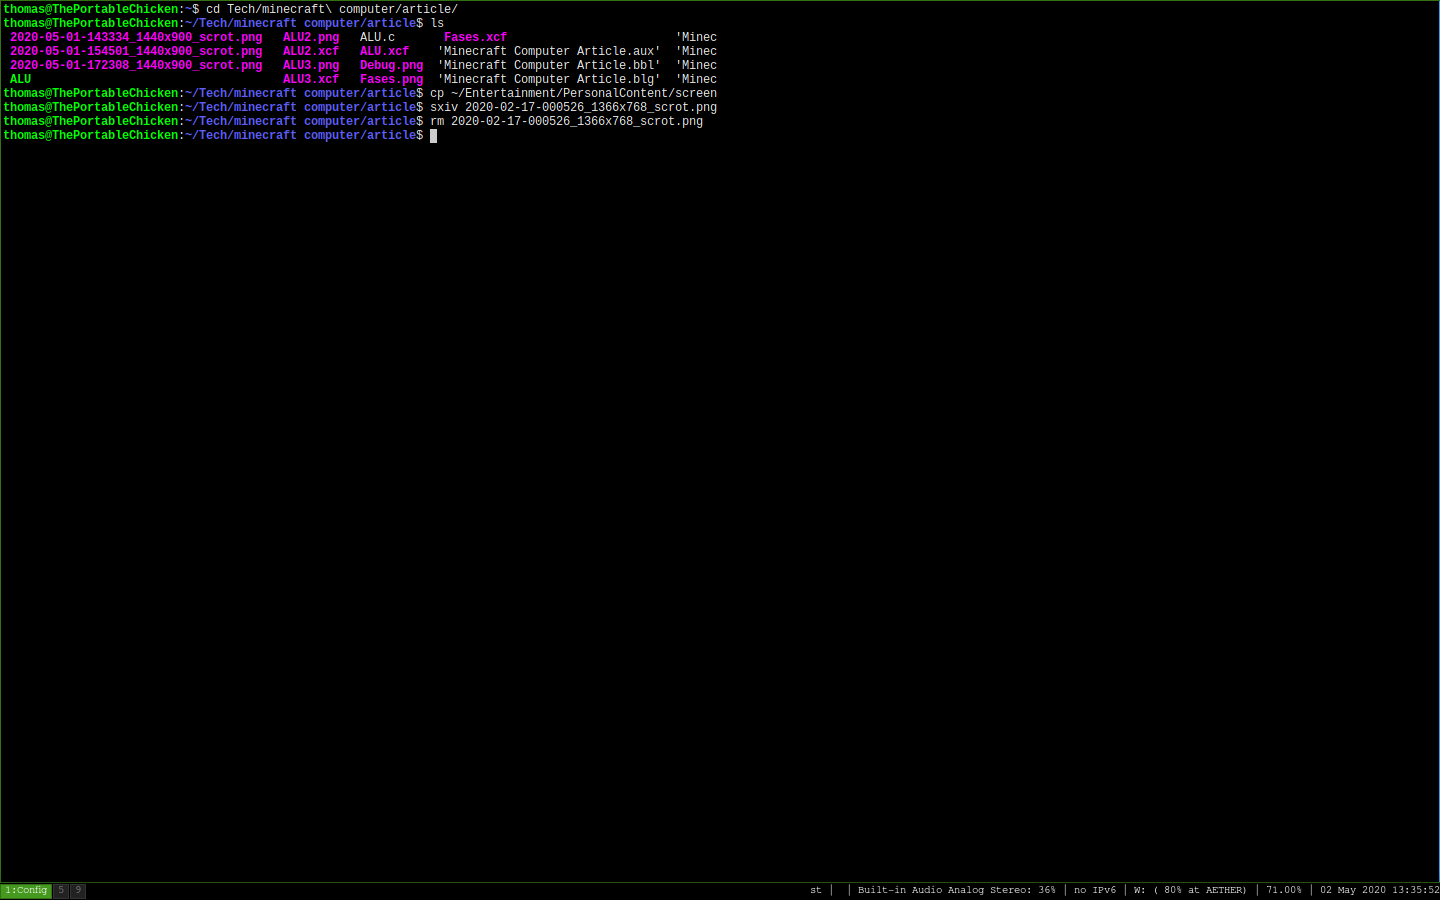 thomas@ThePortableChicken:~$ cd Tech/minecraft\ computer/article/
thomas@ThePortableChicken:~/Tech/minecraft computer/article$ ls
2020-05-01-143334_1440x900_scrot.png ALU2.png ALU.c Fases.xcf 'Minec
2020-05-01-154501_1440x900_scrot.png ALU2.xcf ALU.xcf 'Minecraft Computer Article.aux' 'Minec
2020-05-01-172308_1440x900_scrot.png ALU3.png Debug.png 'Minecraft Computer Article.bbl' 'Minec
ALU ALU3.xcf Fases.png 'Minecraft Computer Article.blg' 'Minec
thomas@ThePortableChicken:~/Tech/minecraft computer/article$ cp ~/Entertainment/PersonalContent/screen
thomas@ThePortableChicken:~/Tech/minecraft computer/article$ sxiv 2020-02-17-000526_1366x768_scrot.png
thomas@ThePortableChicken:~/Tech/minecraft computer/article$ rm 2020-02-17-000526_1366x768_scrot.png
thomas@ThePortableChicken:~/Tech/minecraft computer/article$
1:Config 5 9 st | | Built-in Audio Analog Stereo: 36% | no IPv6 | W: ( 80% at AETHER) | 71.00% | 02 May 2020 13:35:52